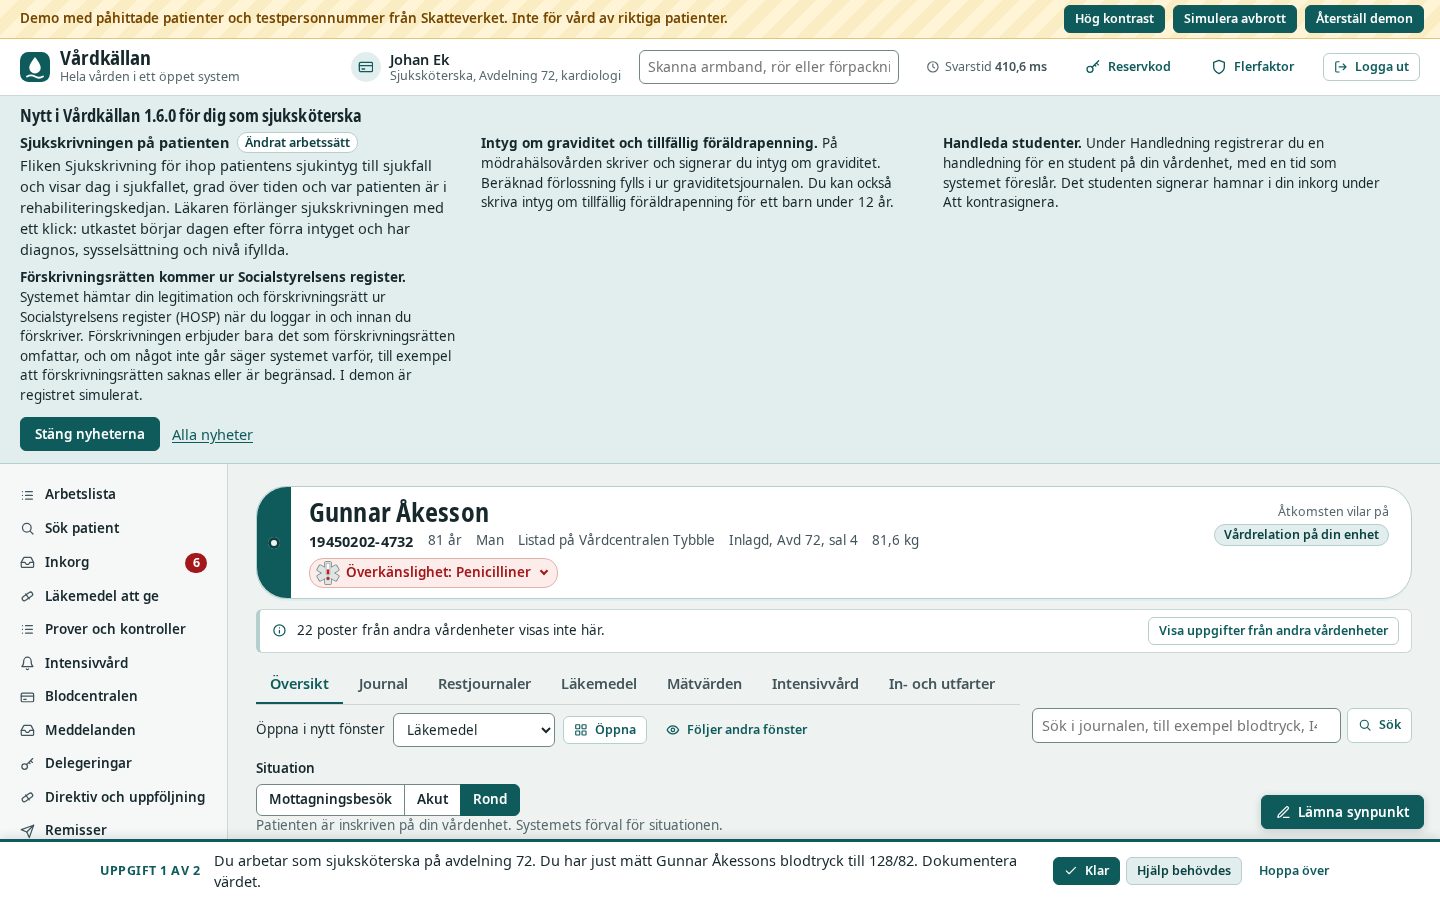 Demo med påhittade patienter och testpersonnummer från Skatteverket. Inte för vård av riktiga patienter.
Hög kontrast
Simulera avbrott
Återställ demon
Vårdkällan
Hela vården i ett öppet system
Johan Ek
Sjuksköterska, Avdelning 72, kardiologi
Skanna armband, rör eller förpackni
Svarstid 410,6 ms
Reservkod
Flerfaktor
Logga ut
Nytt i Vårdkällan 1.6.0 för dig som sjuksköterska
Sjukskrivningen på patienten Ändrat arbetssätt
Fliken Sjukskrivning för ihop patientens sjukintyg till sjukfall
och visar dag i sjukfallet, grad över tiden och var patienten är i
rehabiliteringskedjan. Läkaren förlänger sjukskrivningen med
ett klick: utkastet börjar dagen efter förra intyget och har
diagnos, sysselsättning och nivå ifyllda.
Förskrivningsrätten kommer ur Socialstyrelsens register.
Systemet hämtar din legitimation och förskrivningsrätt ur
Socialstyrelsens register (HOSP) när du loggar in och innan du
förskriver. Förskrivningen erbjuder bara det som förskrivningsrätten
omfattar, och om något inte går säger systemet varför, till exempel
att förskrivningsrätten saknas eller är begränsad. I demon är
registret simulerat.
Intyg om graviditet och tillfällig föräldrapenning. På
mödrahälsovården skriver och signerar du intyg om graviditet.
Beräknad förlossning fylls i ur graviditetsjournalen. Du kan också
skriva intyg om tillfällig föräldrapenning för ett barn under 12 år.
Handleda studenter. Under Handledning registrerar du en
handledning för en student på din vårdenhet, med en tid som
systemet föreslår. Det studenten signerar hamnar i din inkorg under
Att kontrasignera.
Stäng nyheterna
Alla nyheter
Arbetslista
Sök patient
Inkorg 6
Läkemedel att ge
Prover och kontroller
Intensivvård
Blodcentralen
Meddelanden
Delegeringar
Direktiv och uppföljning
Remisser
Gunnar Åkesson
19450202-4732 81 år Man Listad på Vårdcentralen Tybble Inlagd, Avd 72, sal 4 81,6 kg
Överkänslighet: Penicilliner
Åtkomsten vilar på
Vårdrelation på din enhet
22 poster från andra vårdenheter visas inte här.
Visa uppgifter från andra vårdenheter
Översikt
Journal
Restjournaler
Läkemedel
Mätvärden
Intensivvård
In- och utfarter
Öppna i nytt fönster
Läkemedel
Öppna
Följer andra fönster
Sök i journalen, till exempel blodtryck, I
Sök
Situation
Mottagningsbesök
Akut
Rond
Patienten är inskriven på din vårdenhet. Systemets förval för situationen.
Lämna synpunkt
UPPGIFT 1 AV 2
Du arbetar som sjuksköterska på avdelning 72. Du har just mätt Gunnar Åkessons blodtryck till 128/82. Dokumentera
värdet.
Klar
Hjälp behövdes
Hoppa över